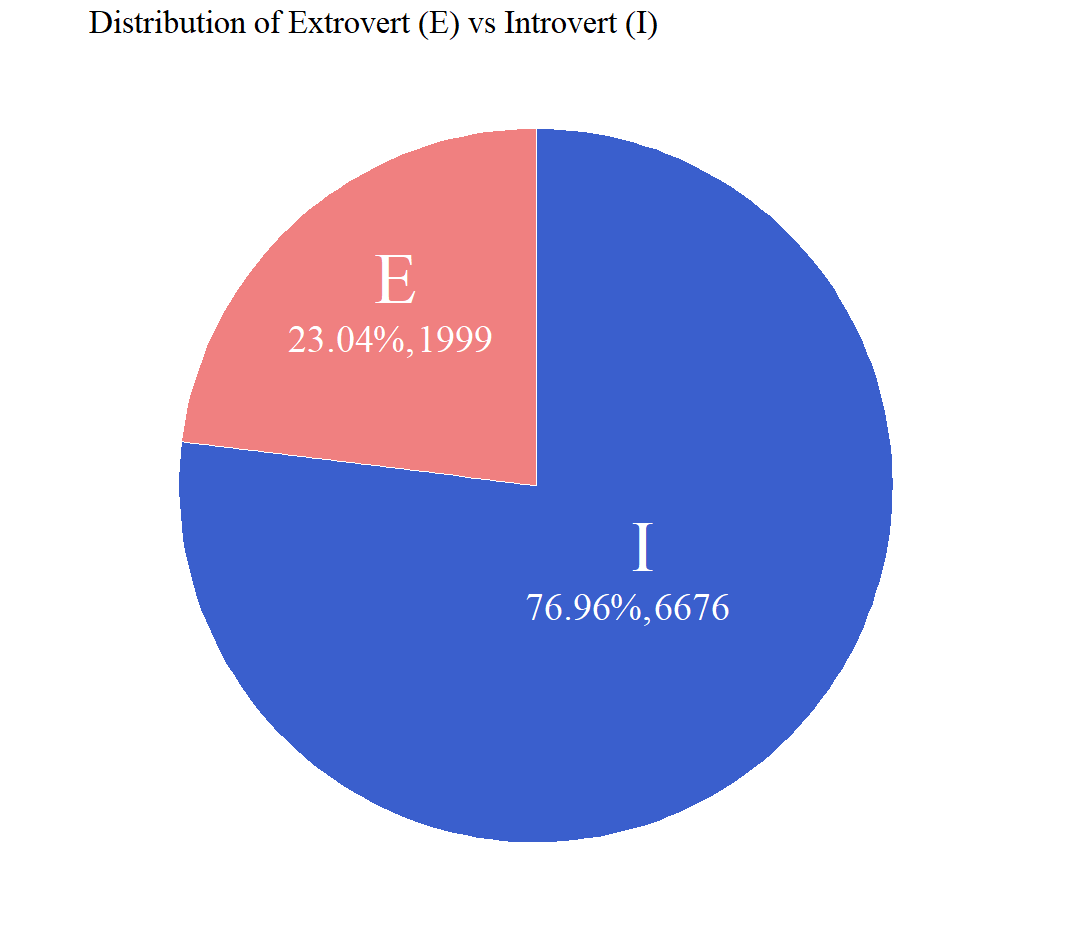 Distribution of Extrovert (E) vs Introvert (I)
E
23.04%,1999
I
76.96%,6676